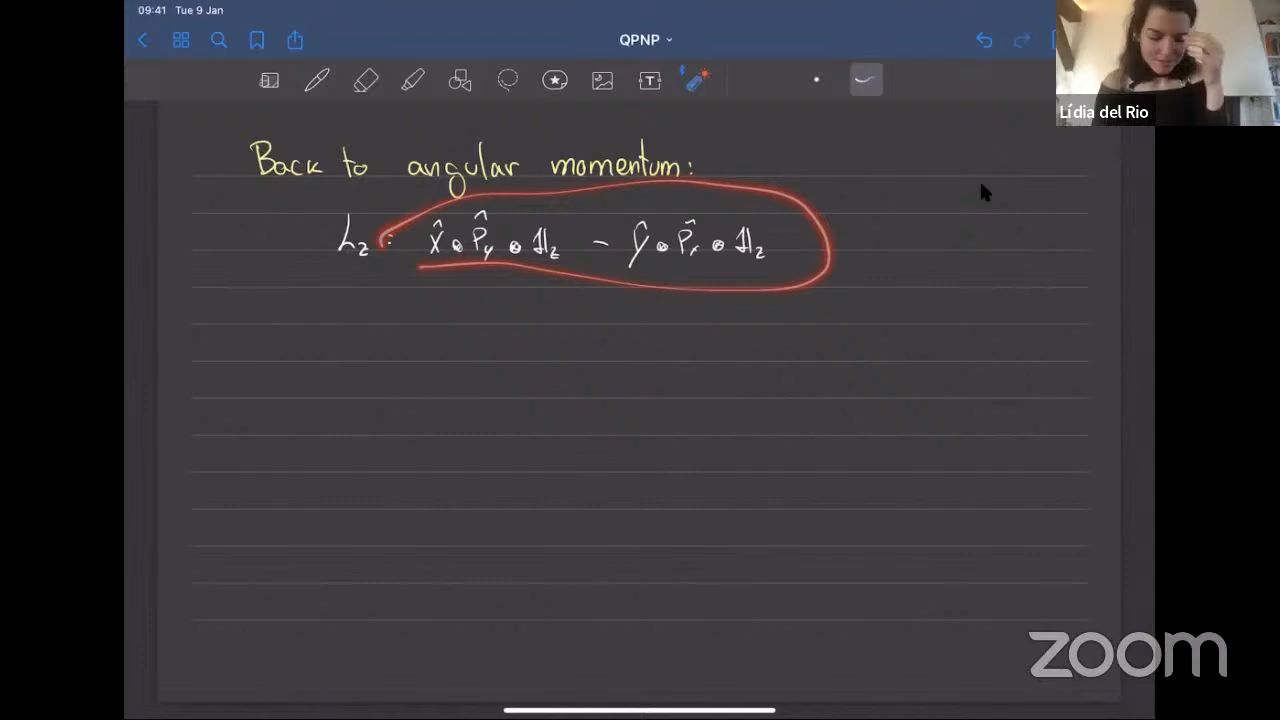 09:41 Tue 9 Jan
QPNP
Lídia del Rio
Back to angular momentum:
L_z = X̂ ⊗ P̂_y ⊗ 𝟙_z − Ŷ ⊗ P̂_x ⊗ 𝟙_z
zoom